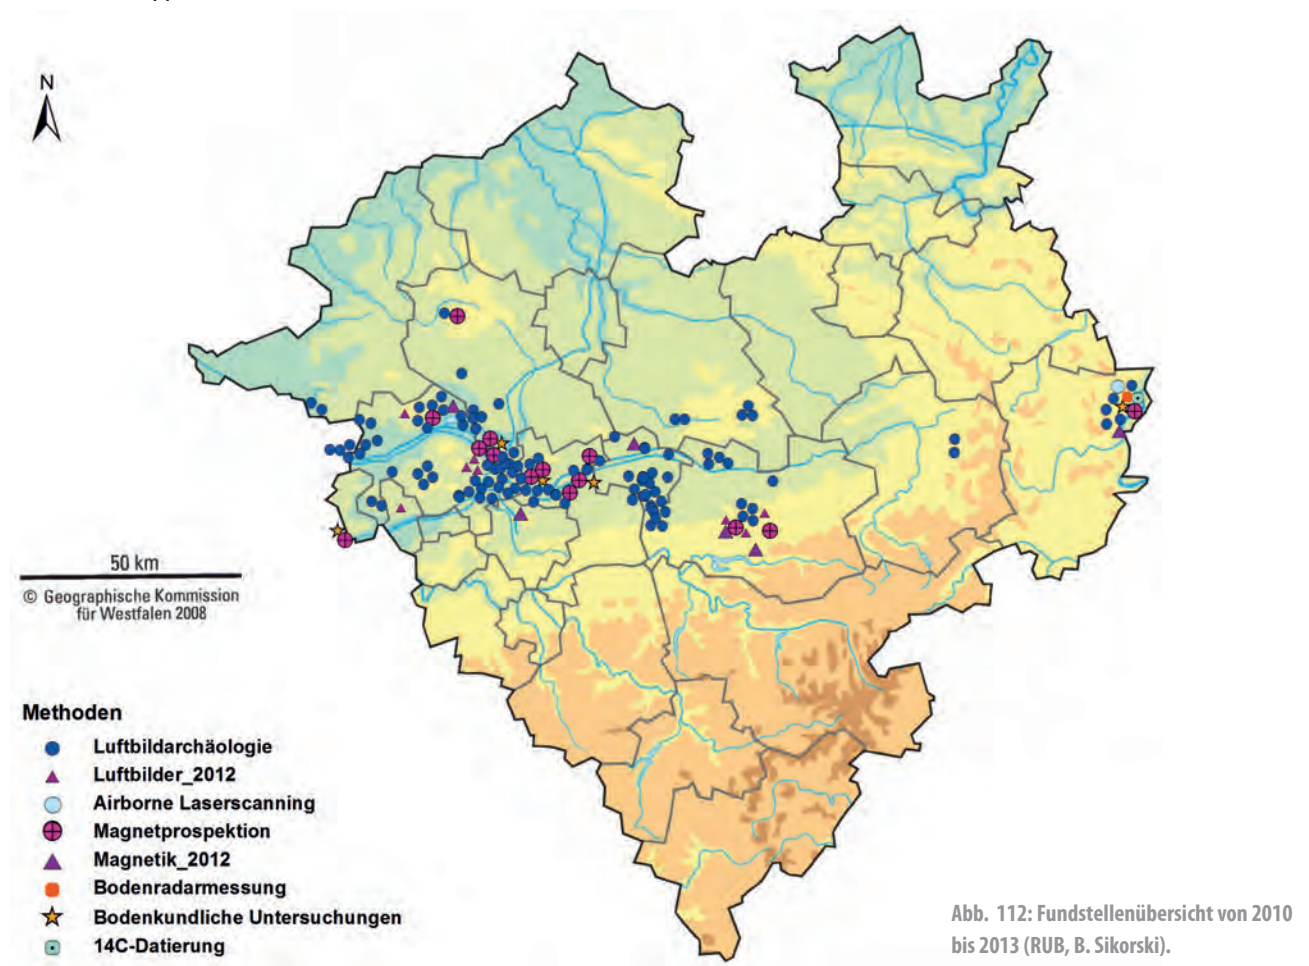 N
50 km
© Geographische Kommission
für Westfalen 2008
Methoden
Luftbildarchäologie
Luftbilder_2012
Airborne Laserscanning
Magnetprospektion
Magnetik_2012
Bodenradarmessung
Bodenkundliche Untersuchungen
14C-Datierung
Abb. 112: Fundstellenübersicht von 2010
bis 2013 (RUB, B. Sikorski).